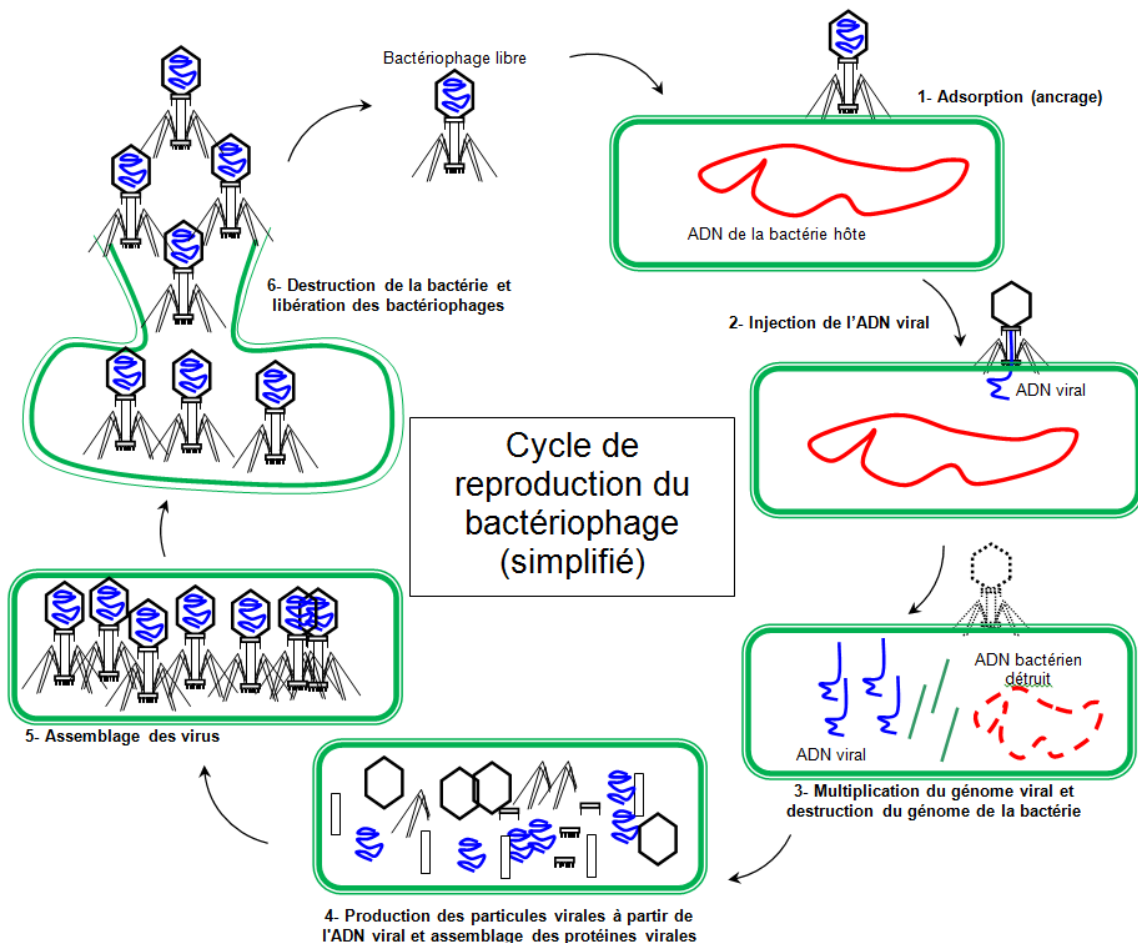 Bactériophage libre
1- Adsorption (ancrage)
ADN de la bactérie hôte
2- Injection de l'ADN viral
ADN viral
ADN bactérien
détruit
ADN viral
3- Multiplication du génome viral et
destruction du génome de la bactérie
4- Production des particules virales à partir de
l'ADN viral et assemblage des protéines virales
5- Assemblage des virus
6- Destruction de la bactérie et
libération des bactériophages
Cycle de
reproduction du
bactériophage
(simplifié)